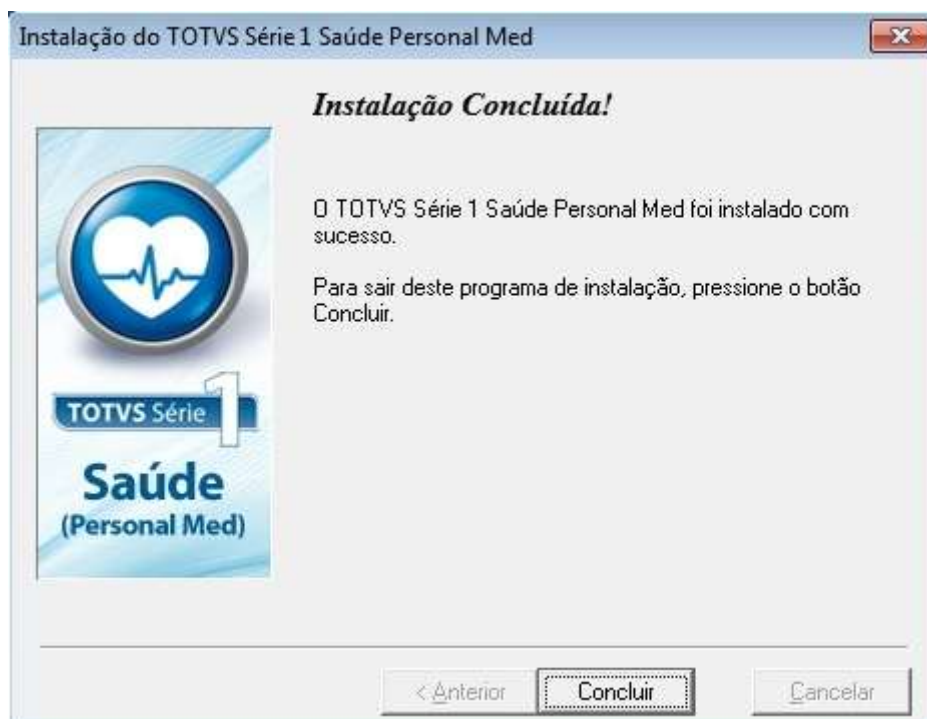 Instalação do TOTVS Série 1 Saúde Personal Med
Instalação Concluída!
O TOTVS Série 1 Saúde Personal Med foi instalado com
sucesso.
Para sair deste programa de instalação, pressione o botão
Concluir.
TOTVS Série 1
Saúde
(Personal Med)
< Anterior
Concluir
Cancelar